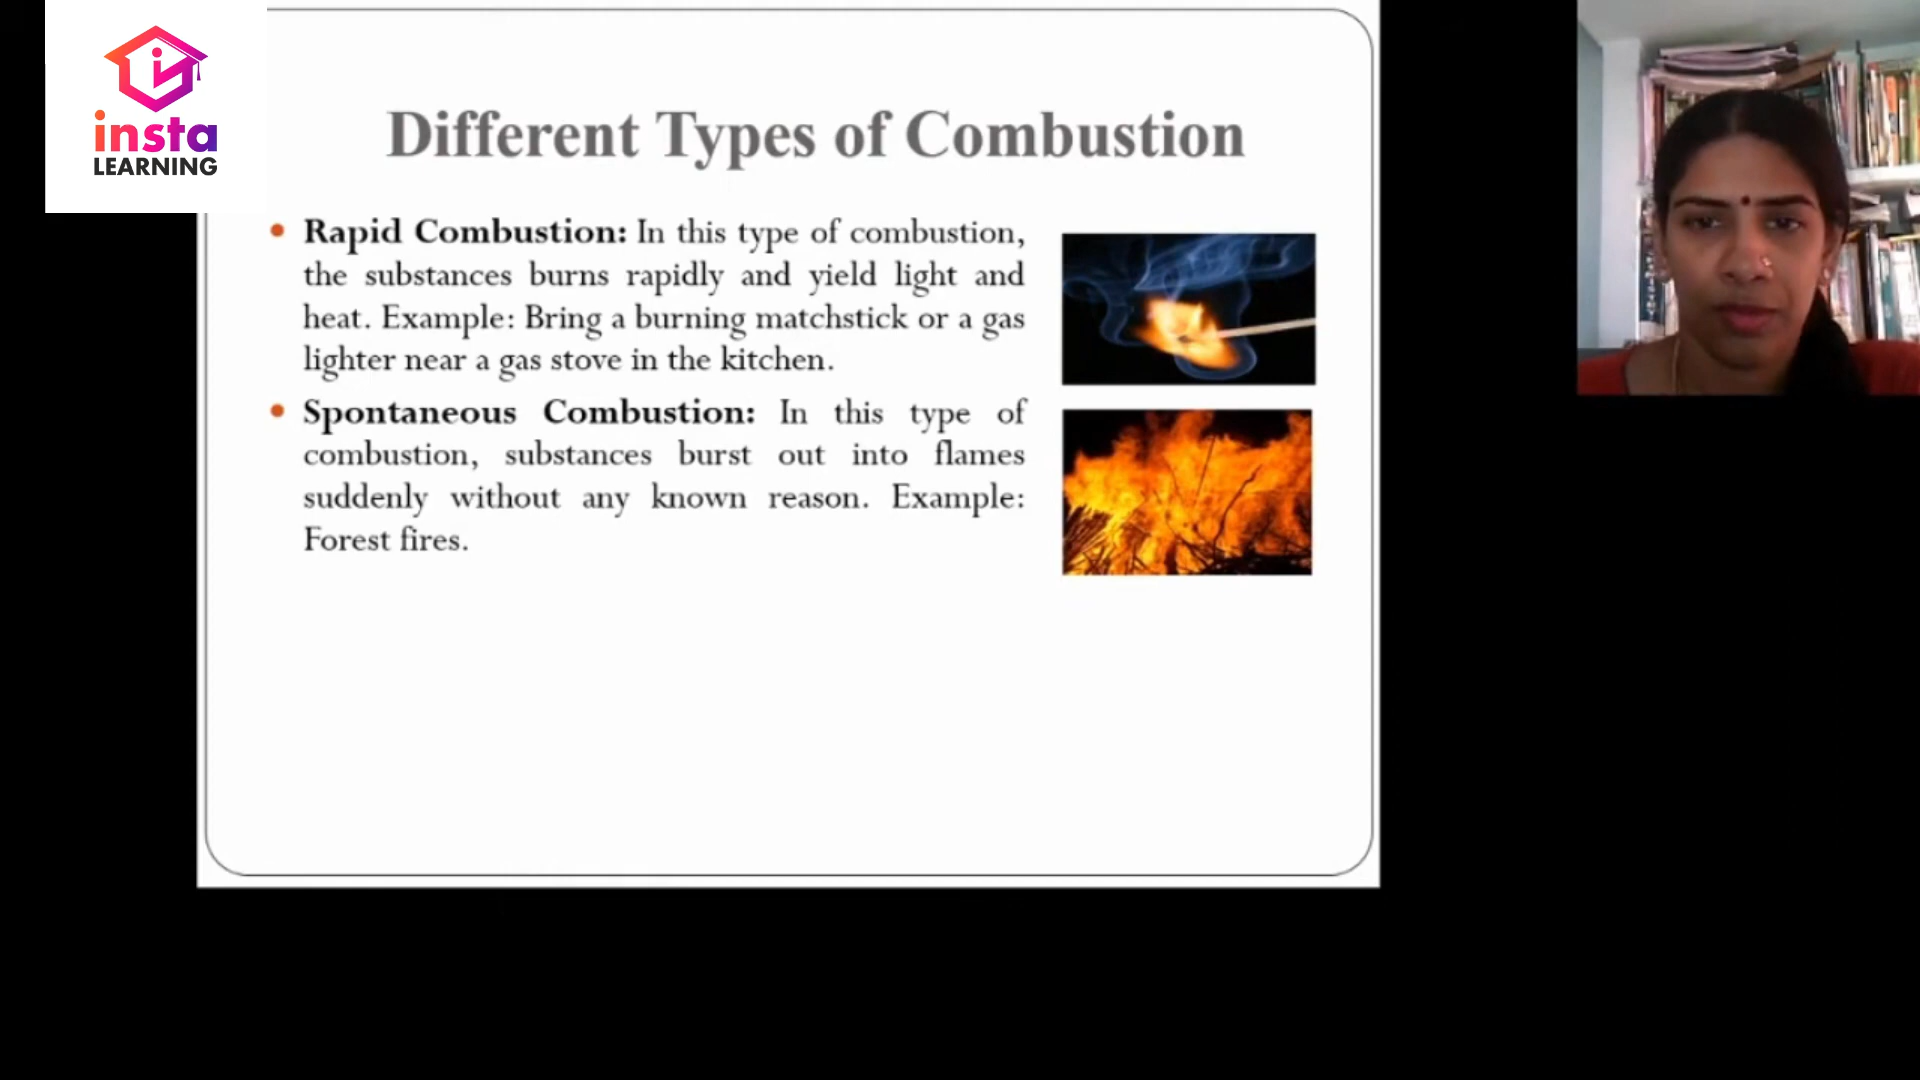 insta
LEARNING
Different Types of Combustion
• Rapid Combustion: In this type of combustion,
the substances burns rapidly and yield light and
heat. Example: Bring a burning matchstick or a gas
lighter near a gas stove in the kitchen.
• Spontaneous Combustion: In this type of
combustion, substances burst out into flames
suddenly without any known reason. Example:
Forest fires.